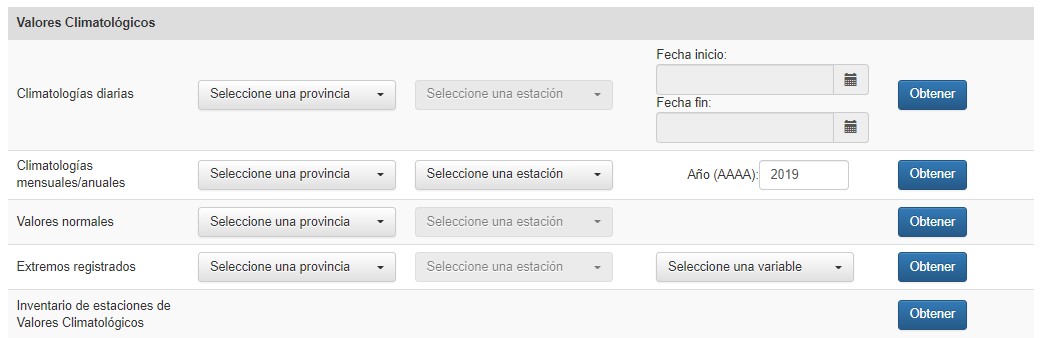 Valores Climatológicos
Climatologías diarias
Seleccione una provincia
Seleccione una estación
Fecha inicio:
Fecha fin:
Obtener
Climatologías
mensuales/anuales
Seleccione una provincia
Seleccione una estación
Año (AAAA):
2019
Obtener
Valores normales
Seleccione una provincia
Seleccione una estación
Obtener
Extremos registrados
Seleccione una provincia
Seleccione una estación
Seleccione una variable
Obtener
Inventario de estaciones de
Valores Climatológicos
Obtener